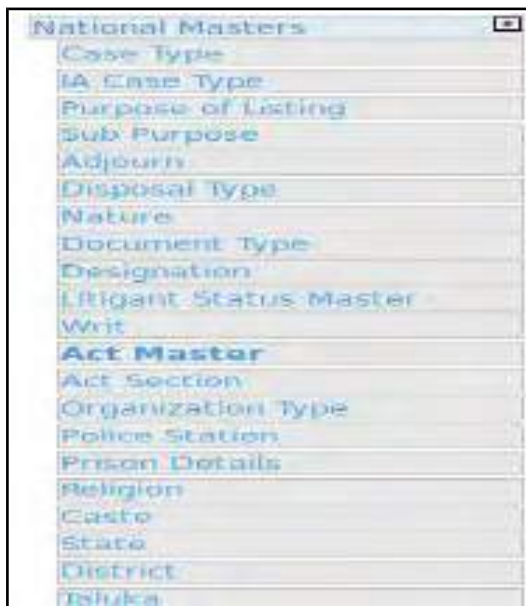 National Masters
Case Type
IA Case Type
Purpose of Listing
Sub Purpose
Adjourn
Disposal Type
Nature
Document Type
Designation
Litigant Status Master
Writ
Act Master
Act Section
Organization Type
Police Station
Prison Details
Religion
Caste
State
District
Taluka